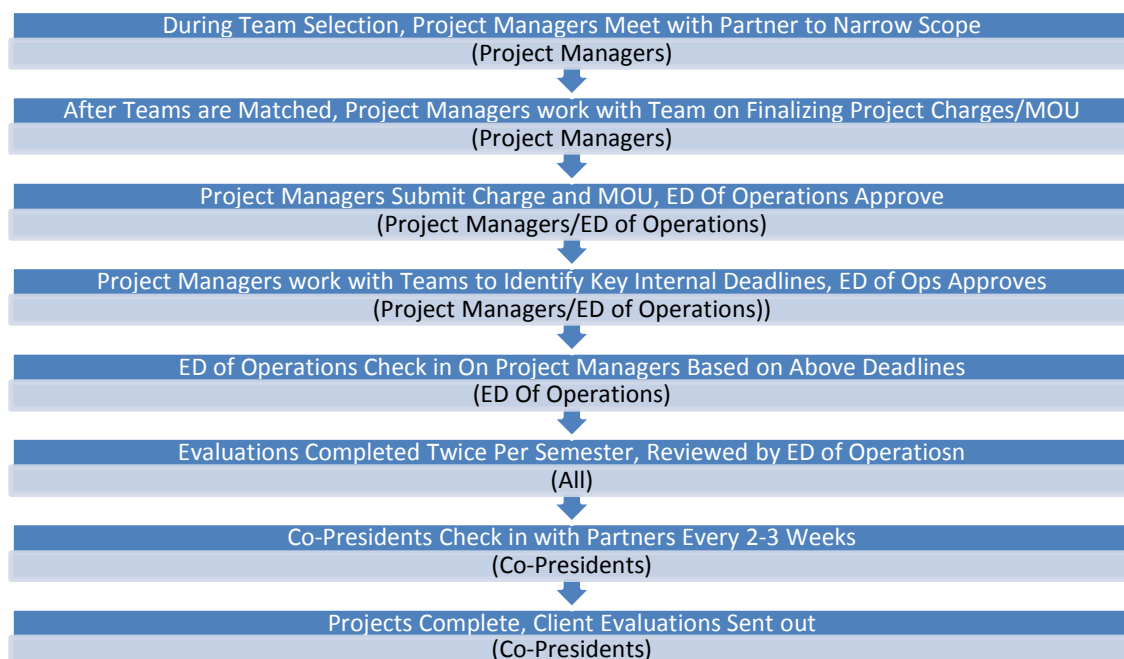 During Team Selection, Project Managers Meet with Partner to Narrow Scope
(Project Managers)
After Teams are Matched, Project Managers work with Team on Finalizing Project Charges/MOU
(Project Managers)
Project Managers Submit Charge and MOU, ED Of Operations Approve
(Project Managers/ED of Operations)
Project Managers work with Teams to Identify Key Internal Deadlines, ED of Ops Approves
(Project Managers/ED of Operations))
ED of Operations Check in On Project Managers Based on Above Deadlines
(ED Of Operations)
Evaluations Completed Twice Per Semester, Reviewed by ED of Operatiosn
(All)
Co-Presidents Check in with Partners Every 2-3 Weeks
(Co-Presidents)
Projects Complete, Client Evaluations Sent out
(Co-Presidents)